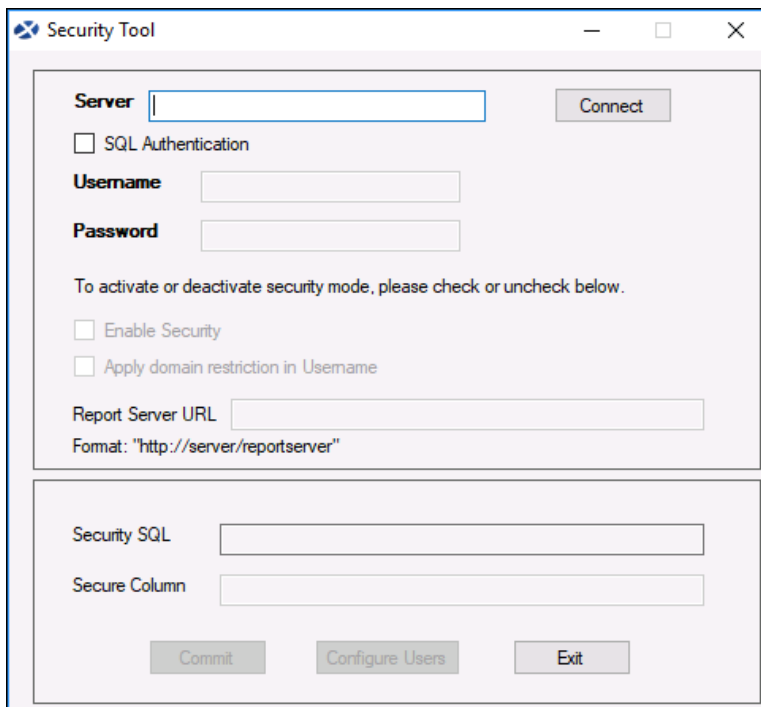 Security Tool
Server
Connect
SQL Authentication
Username
Password
To activate or deactivate security mode, please check or uncheck below.
Enable Security
Apply domain restriction in Username
Report Server URL
Format: "http://server/reportserver"
Security SQL
Secure Column
Commit Configure Users Exit